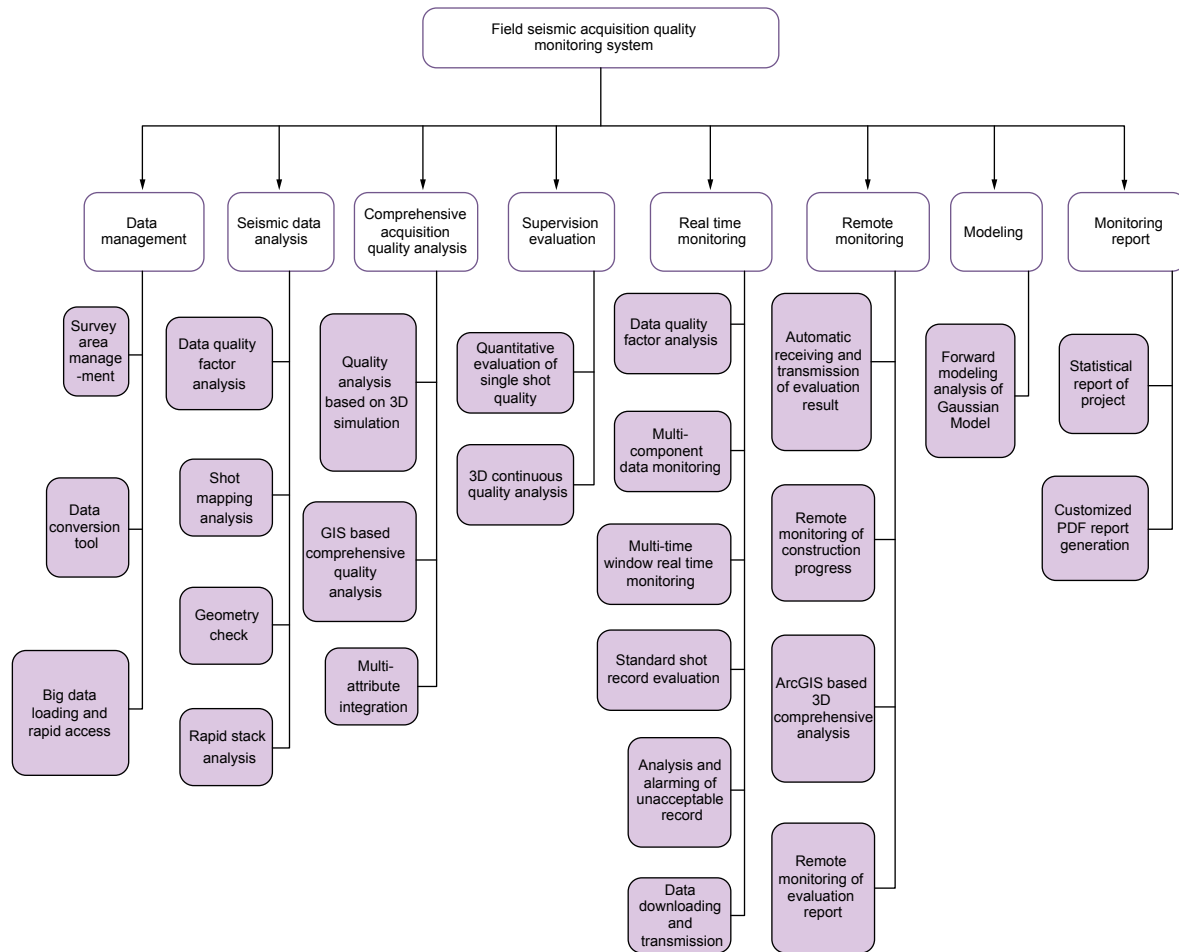 Field seismic acquisition quality
monitoring system
Data
management
Seismic data
analysis
Comprehensive
acquisition
quality analysis
Supervision
evaluation
Real time
monitoring
Remote
monitoring
Modeling
Monitoring
report
Survey
area
manage
-ment
Data
conversion
tool
Big data
loading and
rapid access
Data quality
factor
analysis
Shot
mapping
analysis
Geometry
check
Rapid stack
analysis
Quality
analysis
based on 3D
simulation
GIS based
comprehensive
quality
analysis
Multi-
attribute
integration
Quantitative
evaluation of
single shot
quality
3D continuous
quality analysis
Data quality
factor analysis
Multi-
component
data monitoring
Multi-time
window real time
monitoring
Standard shot
record evaluation
Analysis and
alarming of
unacceptable
record
Data
downloading
and
transmission
Automatic
receiving and
transmission
of evaluation
result
Remote
monitoring of
construction
progress
ArcGIS based
3D
comprehensive
analysis
Remote
monitoring of
evaluation
report
Forward
modeling
analysis of
Gaussian
Model
Statistical
report of
project
Customized
PDF report
generation